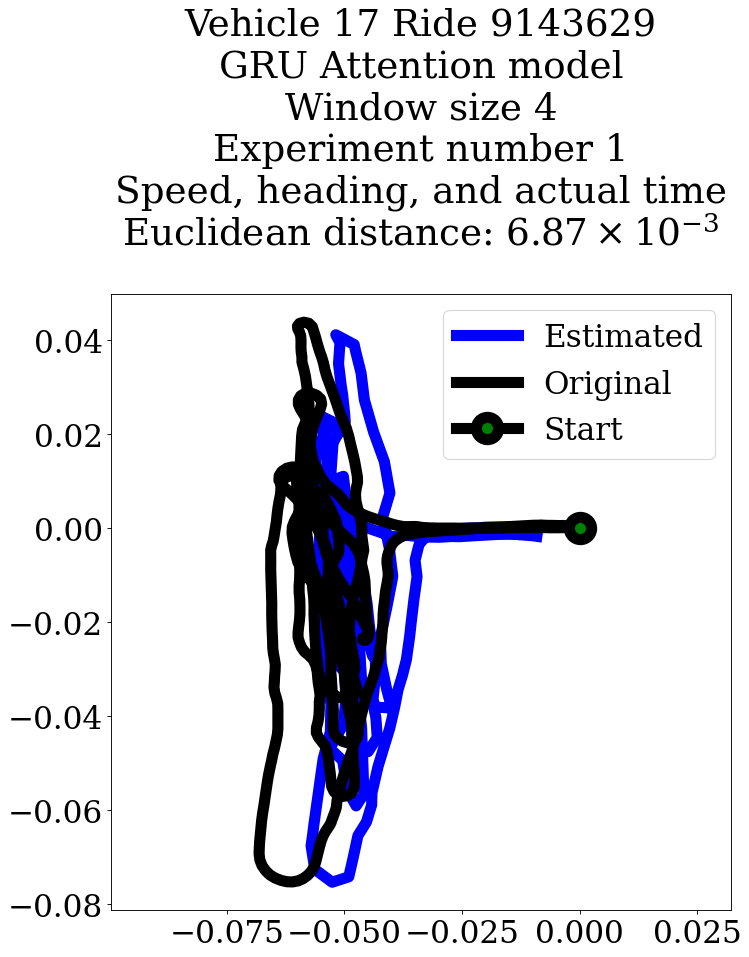 Vehicle 17 Ride 9143629
GRU Attention model
Window size 4
Experiment number 1
Speed, heading, and actual time
Euclidean distance: 6.87 × 10⁻³
Estimated
Original
Start
0.04
0.02
0.00
−0.02
−0.04
−0.06
−0.08
−0.075 −0.050 −0.025 0.000 0.025